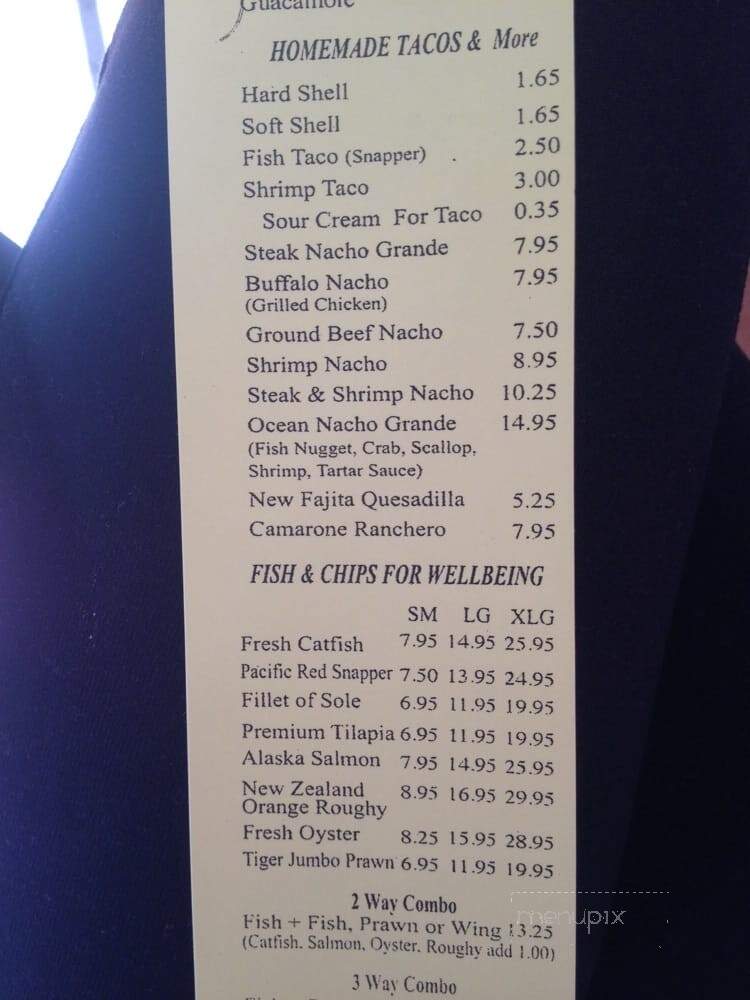 Guacamole
HOMEMADE TACOS & More
Hard Shell 1.65
Soft Shell 1.65
Fish Taco (Snapper) 2.50
Shrimp Taco 3.00
Sour Cream For Taco 0.35
Steak Nacho Grande 7.95
Buffalo Nacho 7.95
(Grilled Chicken)
Ground Beef Nacho 7.50
Shrimp Nacho 8.95
Steak & Shrimp Nacho 10.25
Ocean Nacho Grande 14.95
(Fish Nugget, Crab, Scallop,
Shrimp, Tartar Sauce)
New Fajita Quesadilla 5.25
Camarone Ranchero 7.95
FISH & CHIPS FOR WELLBEING
SM LG XLG
Fresh Catfish 7.95 14.95 25.95
Pacific Red Snapper 7.50 13.95 24.95
Fillet of Sole 6.95 11.95 19.95
Premium Tilapia 6.95 11.95 19.95
Alaska Salmon 7.95 14.95 25.95
New Zealand 8.95 16.95 29.95
Orange Roughy
Fresh Oyster 8.25 15.95 28.95
Tiger Jumbo Prawn 6.95 11.95 19.95
2 Way Combo
Fish + Fish, Prawn or Wing 13.25
(Catfish. Salmon, Oyster. Roughy add 1.00)
menupix
3 Way Combo